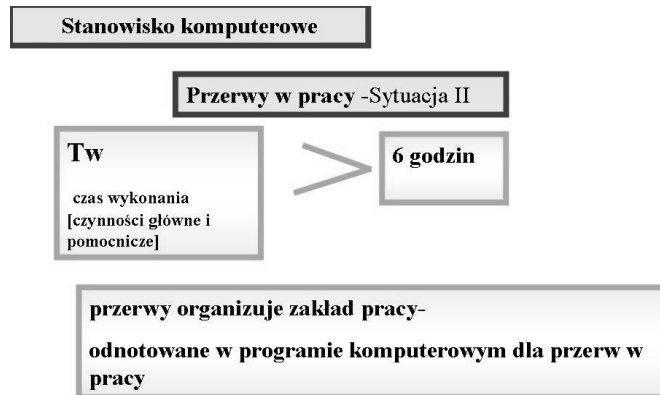 Stanowisko komputerowe
Przerwy w pracy -Sytuacja II
Tw
6 godzin
czas wykonania
[czynności główne i
pomocnicze]
przerwy organizuje zakład pracy-
odnotowane w programie komputerowym dla przerw w
pracy